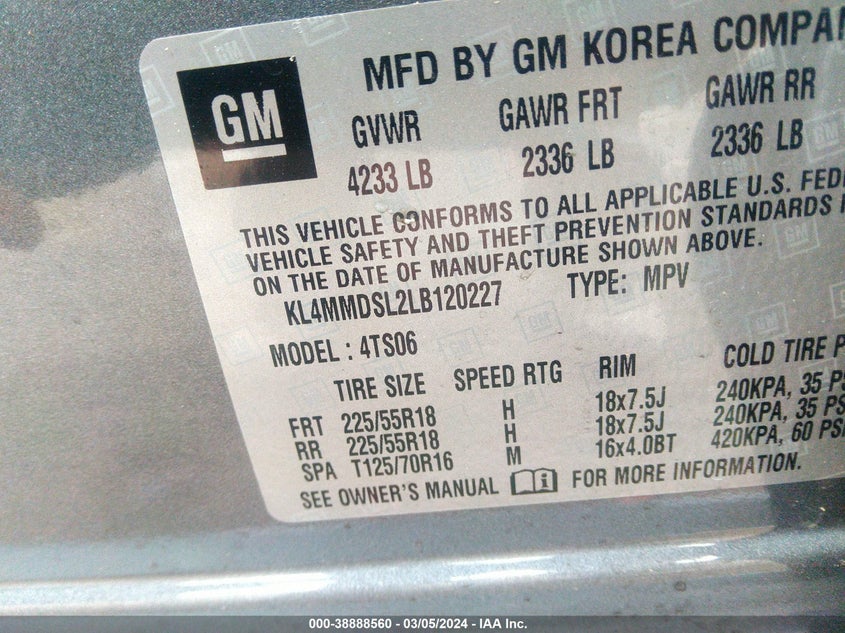 GM
MFD BY GM KOREA COMPAN
GVWR GAWR FRT GAWR RR
4233 LB 2336 LB 2336 LB
THIS VEHICLE CONFORMS TO ALL APPLICABLE U.S. FEDE
VEHICLE SAFETY AND THEFT PREVENTION STANDARDS I
ON THE DATE OF MANUFACTURE SHOWN ABOVE.
KL4MMDSL2LB120227 TYPE: MPV
MODEL : 4TS06
TIRE SIZE SPEED RTG RIM COLD TIRE P
FRT 225/55R18 H 18x7.5J 240KPA, 35 PS
RR 225/55R18 H 18x7.5J 240KPA, 35 PS
SPA T125/70R16 M 16x4.0BT 420KPA, 60 PSI
SEE OWNER'S MANUAL FOR MORE INFORMATION.
000-38888560 — 03/05/2024 — IAA Inc.